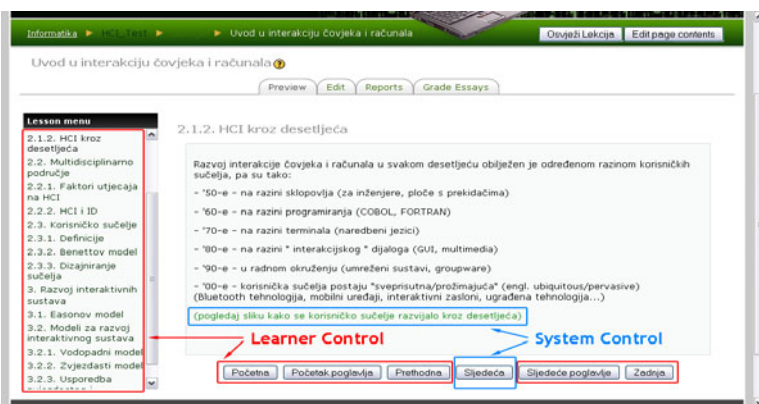 Informatika ► HCI_Test ► ► Uvod u interakciju čovjeka i računala
Osvježi Lekcija
Edit page contents
Uvod u interakciju čovjeka i računala
Preview
Edit
Reports
Grade Essays
Lesson menu
2.1.2. HCI kroz
desetljeća
2.2. Multidisciplinarno
područje
2.2.1. Faktori utjecaja
na HCI
2.2.2. HCI i ID
2.3. Korisničko sučelje
2.3.1. Definicije
2.3.2. Benettov model
2.3.3. Dizajniranje
sučelja
3. Razvoj interaktivnih
sustava
3.1. Easonov model
3.2. Modeli za razvoj
interaktivnog sustava
3.2.1. Vodopadni model
3.2.2. Zvjezdasti model
3.2.3. Usporedba
2.1.2. HCI kroz desetljeća
Razvoj interakcije čovjeka i računala u svakom desetljeću obilježen je određenom razinom korisničkih
sučelja, pa su tako:
- '50-e - na razini sklopovlja (za inženjere, ploče s prekidačima)
- '60-e - na razini programiranja (COBOL, FORTRAN)
- '70-e - na razini terminala (naredbeni jezici)
- '80-e - na razini " interakcijskog " dijaloga (GUI, multimedia)
- '90-e - u radnom okruženju (umreženi sustavi, groupware)
- '00-e - korisnička sučelja postaju "sveprisutna/prožimajuća" (engl. ubiquitous/pervasive)
(Bluetooth tehnologija, mobilni uređaji, interaktivni zasloni, ugrađena tehnologija...)
(pogledaj sliku kako se korisničko sučelje razvijalo kroz desetljeća)
Learner Control
System Control
Početna
Početak poglavlja
Prethodna
Sljedeća
Sljedeće poglavlje
Zadnja